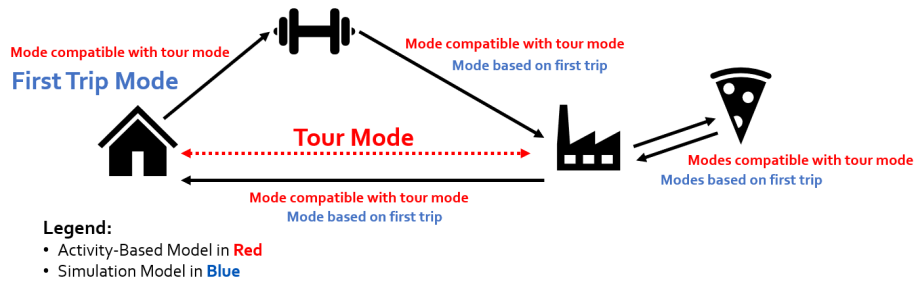 Mode compatible with tour mode
First Trip Mode
Mode compatible with tour mode
Mode based on first trip
Tour Mode
Modes compatible with tour mode
Modes based on first trip
Mode compatible with tour mode
Mode based on first trip
Legend:
• Activity-Based Model in Red
• Simulation Model in Blue